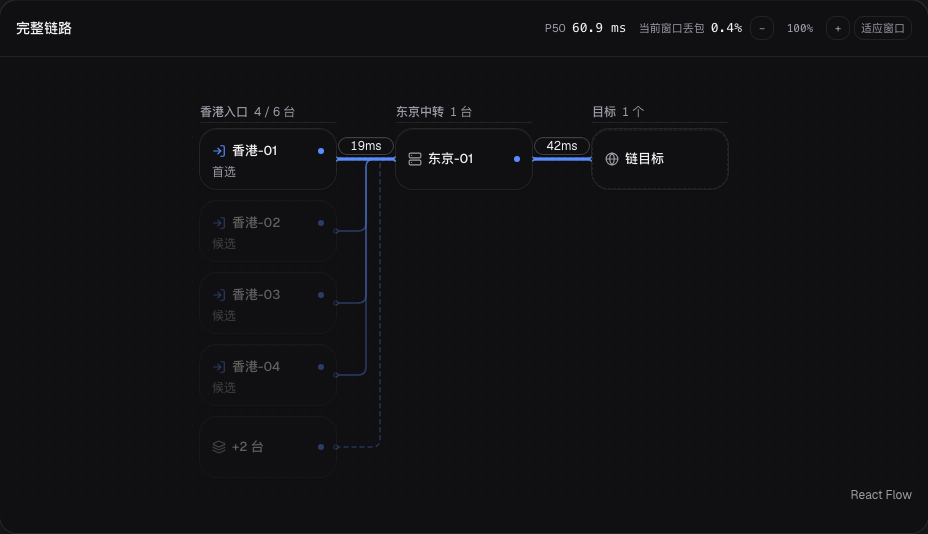 完整链路
P50 60.9 ms 当前窗口丢包 0.4% − 100% + 适应窗口
香港入口 4 / 6 台
东京中转 1 台
目标 1 个
香港-01
首选
19ms
东京-01
42ms
链目标
香港-02
候选
香港-03
候选
香港-04
候选
+2 台
React Flow